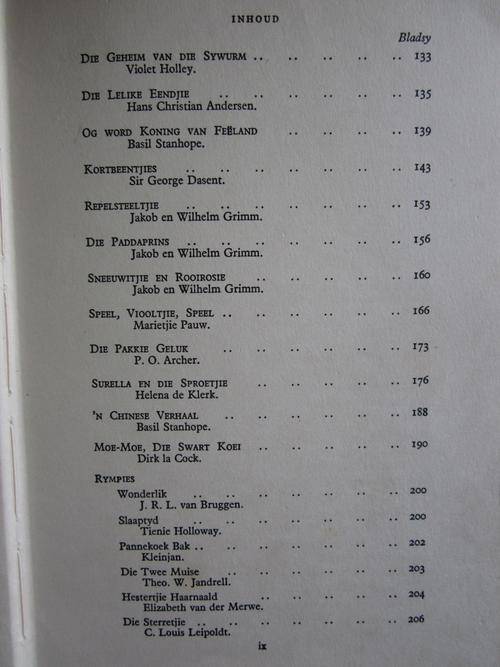 INHOUD
Bladsy
DIE GEHEIM VAN DIE SYWURM .. .. .. .. .. 133
Violet Holley.
DIE LELIKE EENDJIE .. .. .. .. .. .. 135
Hans Christian Andersen.
OG WORD KONING VAN FEËLAND .. .. .. .. 139
Basil Stanhope.
KORTBEENTJIES .. .. .. .. .. .. .. 143
Sir George Dasent.
REPELSTEELTJIE .. .. .. .. .. .. .. 153
Jakob en Wilhelm Grimm.
DIE PADDAPRINS .. .. .. .. .. .. .. 156
Jakob en Wilhelm Grimm.
SNEEUWITJIE EN ROOIROSIE .. .. .. .. .. 160
Jakob en Wilhelm Grimm.
SPEEL, VIOOLTJIE, SPEEL .. .. .. .. .. .. 166
Marietjie Pauw.
DIE PAKKIE GELUK .. .. .. .. .. .. 173
P. O. Archer.
SURELLA EN DIE SPROETJIE .. .. .. .. .. 176
Helena de Klerk.
'N CHINESE VERHAAL .. .. .. .. .. .. 188
Basil Stanhope.
MOE-MOE, DIE SWART KOEI .. .. .. .. .. 190
Dirk la Cock.
RYMPIES
Wonderlik .. .. .. .. .. .. .. 200
J. R. L. van Bruggen.
Slaaptyd .. .. .. .. .. .. .. 200
Tienie Holloway.
Pannekoek Bak .. .. .. .. .. .. .. 202
Kleinjan.
Die Twee Muise .. .. .. .. .. .. 203
Theo. W. Jandrell.
Hestertjie Haarnaald .. .. .. .. .. .. 204
Elizabeth van der Merwe.
Die Sterretjie .. .. .. .. .. .. .. 206
C. Louis Leipoldt.
ix